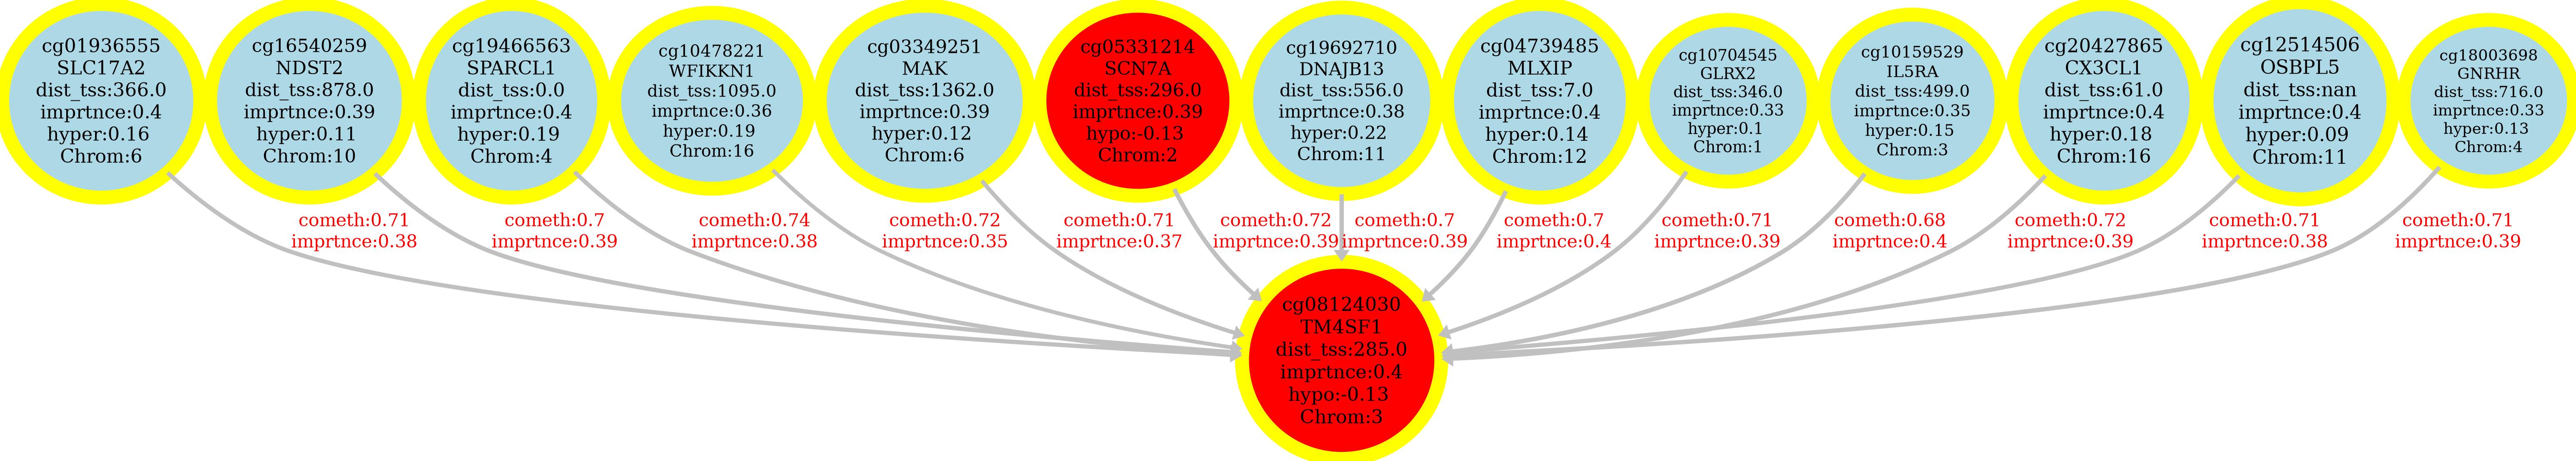 cg01936555
SLC17A2
dist_tss:366.0
imprtnce:0.4
hyper:0.16
Chrom:6
cg16540259
NDST2
dist_tss:878.0
imprtnce:0.39
hyper:0.11
Chrom:10
cg19466563
SPARCL1
dist_tss:0.0
imprtnce:0.4
hyper:0.19
Chrom:4
cg10478221
WFIKKN1
dist_tss:1095.0
imprtnce:0.36
hyper:0.19
Chrom:16
cg03349251
MAK
dist_tss:1362.0
imprtnce:0.39
hyper:0.12
Chrom:6
cg05331214
SCN7A
dist_tss:296.0
imprtnce:0.39
hypo:-0.13
Chrom:2
cg19692710
DNAJB13
dist_tss:556.0
imprtnce:0.38
hyper:0.22
Chrom:11
cg04739485
MLXIP
dist_tss:7.0
imprtnce:0.4
hyper:0.14
Chrom:12
cg10704545
GLRX2
dist_tss:346.0
imprtnce:0.33
hyper:0.1
Chrom:1
cg10159529
IL5RA
dist_tss:499.0
imprtnce:0.35
hyper:0.15
Chrom:3
cg20427865
CX3CL1
dist_tss:61.0
imprtnce:0.4
hyper:0.18
Chrom:16
cg12514506
OSBPL5
dist_tss:nan
imprtnce:0.4
hyper:0.09
Chrom:11
cg18003698
GNRHR
dist_tss:716.0
imprtnce:0.33
hyper:0.13
Chrom:4
cometh:0.71
imprtnce:0.38
cometh:0.7
imprtnce:0.39
cometh:0.74
imprtnce:0.38
cometh:0.72
imprtnce:0.35
cometh:0.71
imprtnce:0.37
cometh:0.72
imprtnce:0.39
cometh:0.7
imprtnce:0.39
cometh:0.7
imprtnce:0.4
cometh:0.71
imprtnce:0.39
cometh:0.68
imprtnce:0.4
cometh:0.72
imprtnce:0.39
cometh:0.71
imprtnce:0.38
cometh:0.71
imprtnce:0.39
cg08124030
TM4SF1
dist_tss:285.0
imprtnce:0.4
hypo:-0.13
Chrom:3